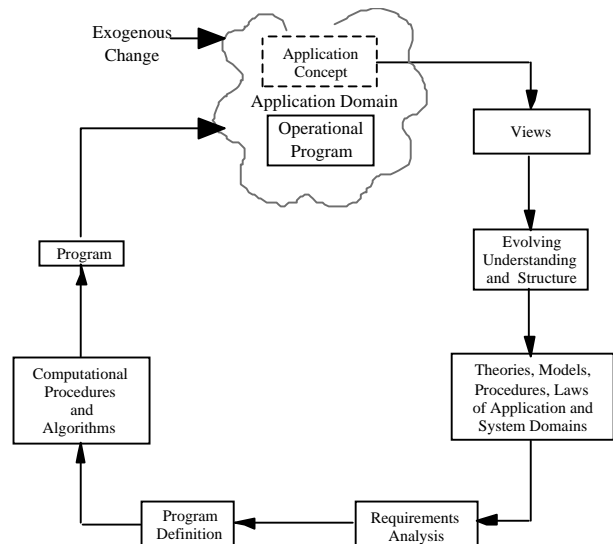 Exogenous
Change
Application
Concept
Application Domain
Operational
Program
Views
Evolving
Understanding
and Structure
Theories, Models,
Procedures, Laws
of Application and
System Domains
Requirements
Analysis
Program
Definition
Computational
Procedures
and
Algorithms
Program